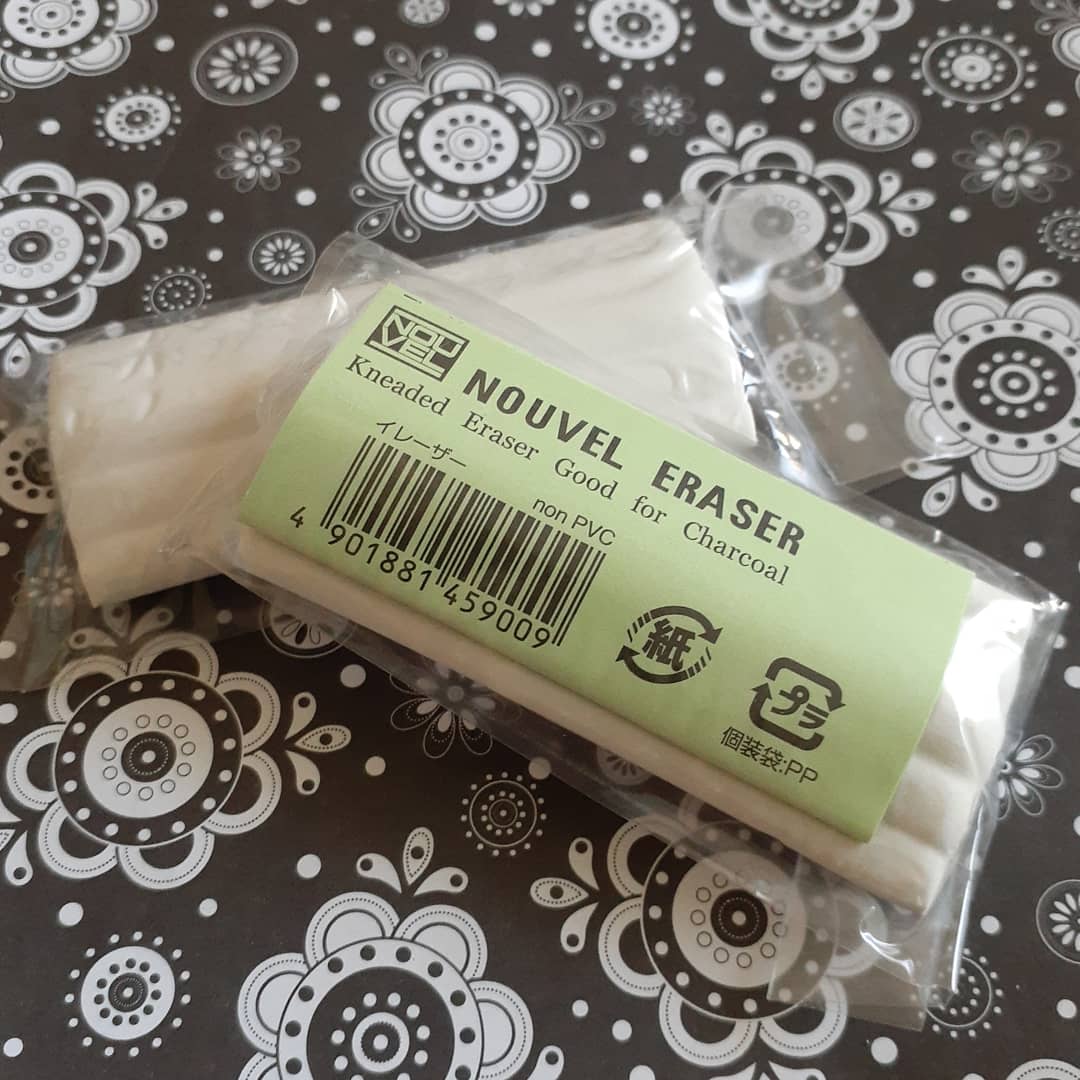 NOU
VEL
NOUVEL ERASER
Kneaded Eraser Good for Charcoal
イレーザー
non PVC
4 901881 459009
紙
プラ
個装袋:PP